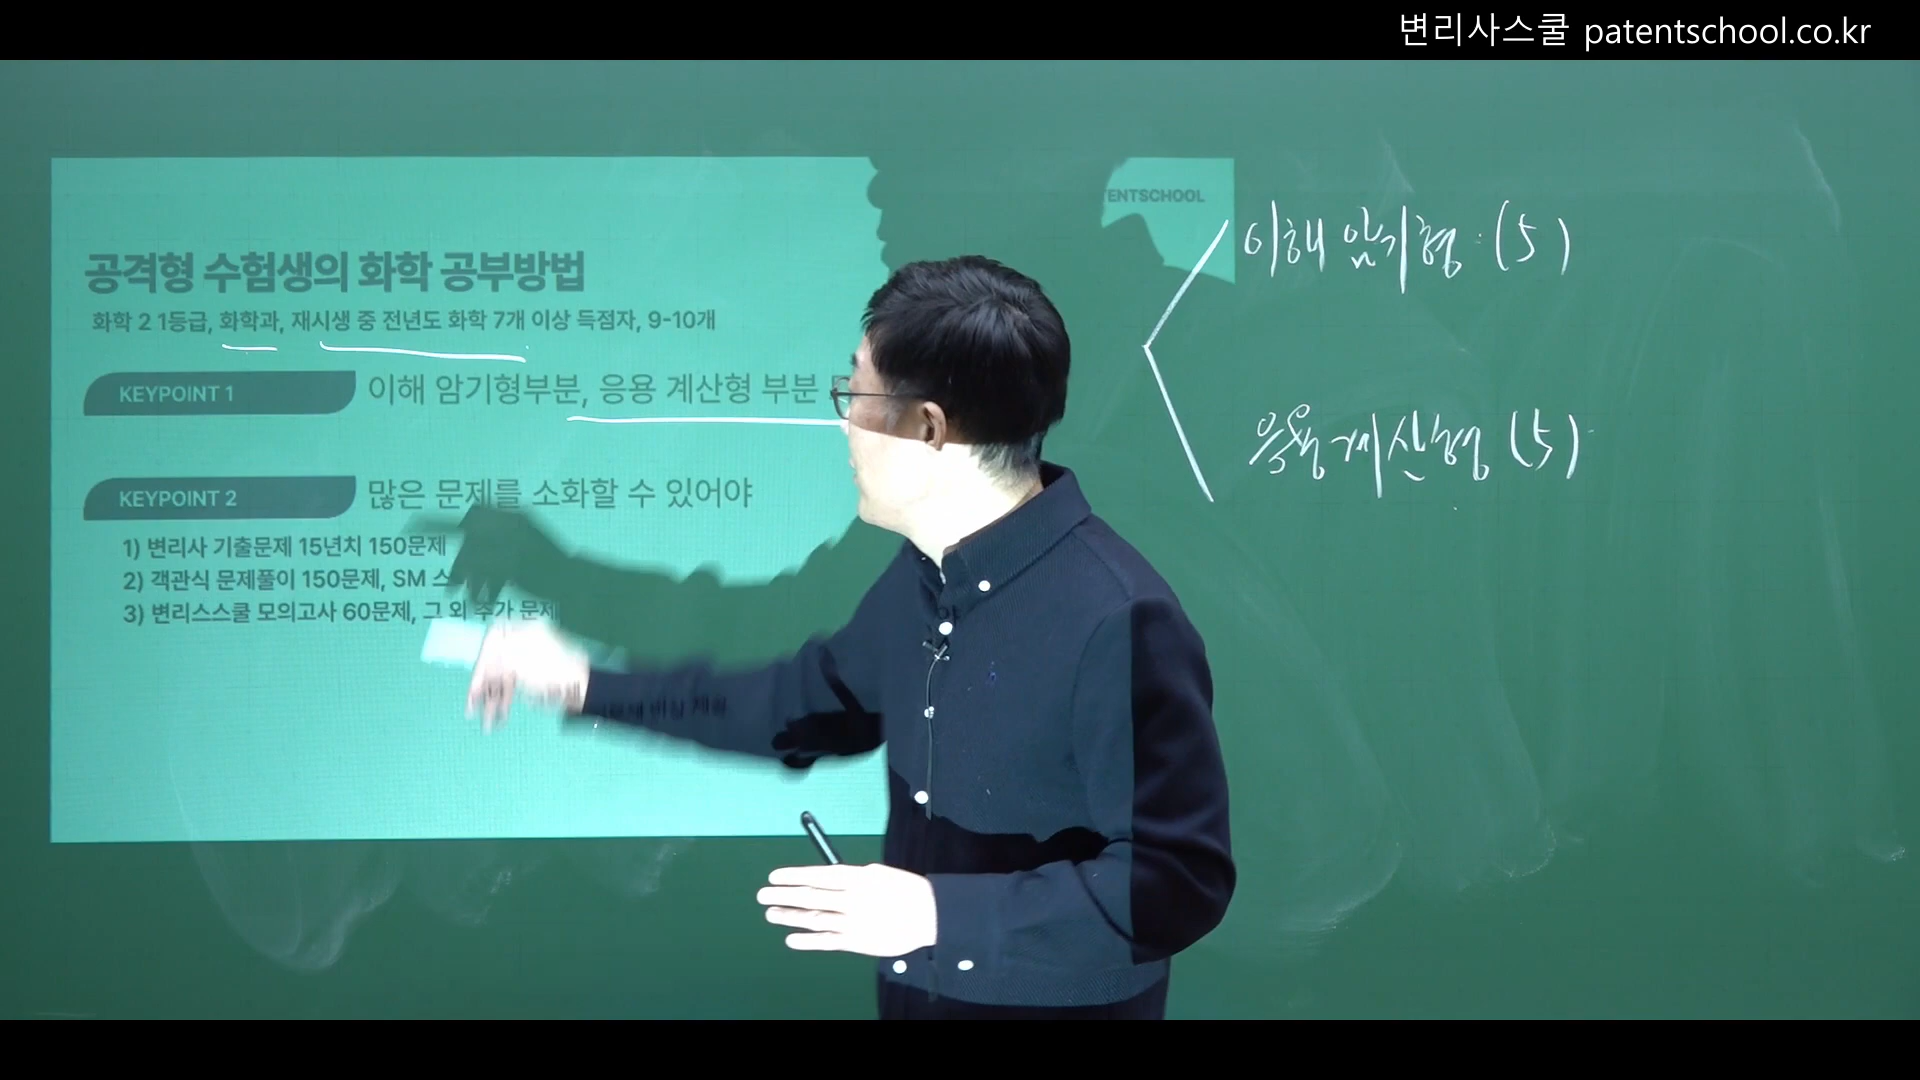 변리사스쿨 patentschool.co.kr
ENTSCHOOL
공격형 수험생의 화학 공부방법
화학 2 1등급, 화학과, 재시생 중 전년도 화학 7개 이상 득점자, 9-10개
KEYPOINT 1
이해 암기형부분, 응용 계산형 부분
KEYPOINT 2
많은 문제를 소화할 수 있어야
1) 변리사 기출문제 15년치 150문제
2) 객관식 문제풀이 150문제, SM
3) 변리스스쿨 모의고사 60문제, 그 외 추가 문제
이해 암기형 (5)
응용계산형 (5)